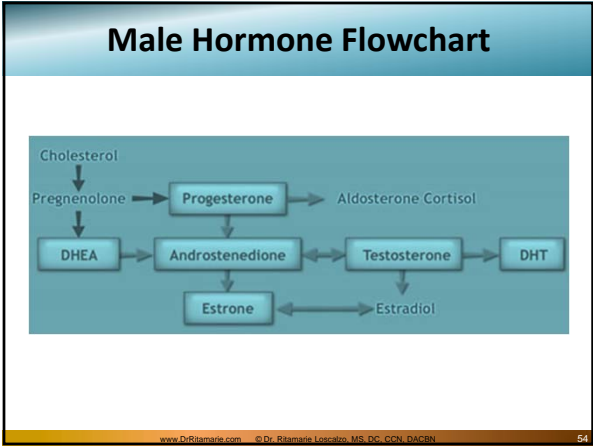 Male Hormone Flowchart
Cholesterol
Pregnenolone Progesterone Aldosterone Cortisol
DHEA Androstenedione Testosterone DHT
Estrone Estradiol
www.DrRitamarie.com © Dr. Ritamarie Loscalzo, MS, DC, CCN, DACBN 54